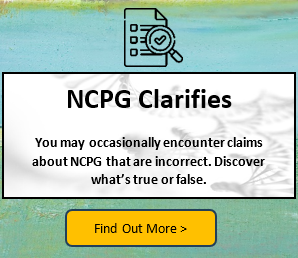 NCPG Clarifies
You may occasionally encounter claims
about NCPG that are incorrect. Discover
what's true or false.
Find Out More >